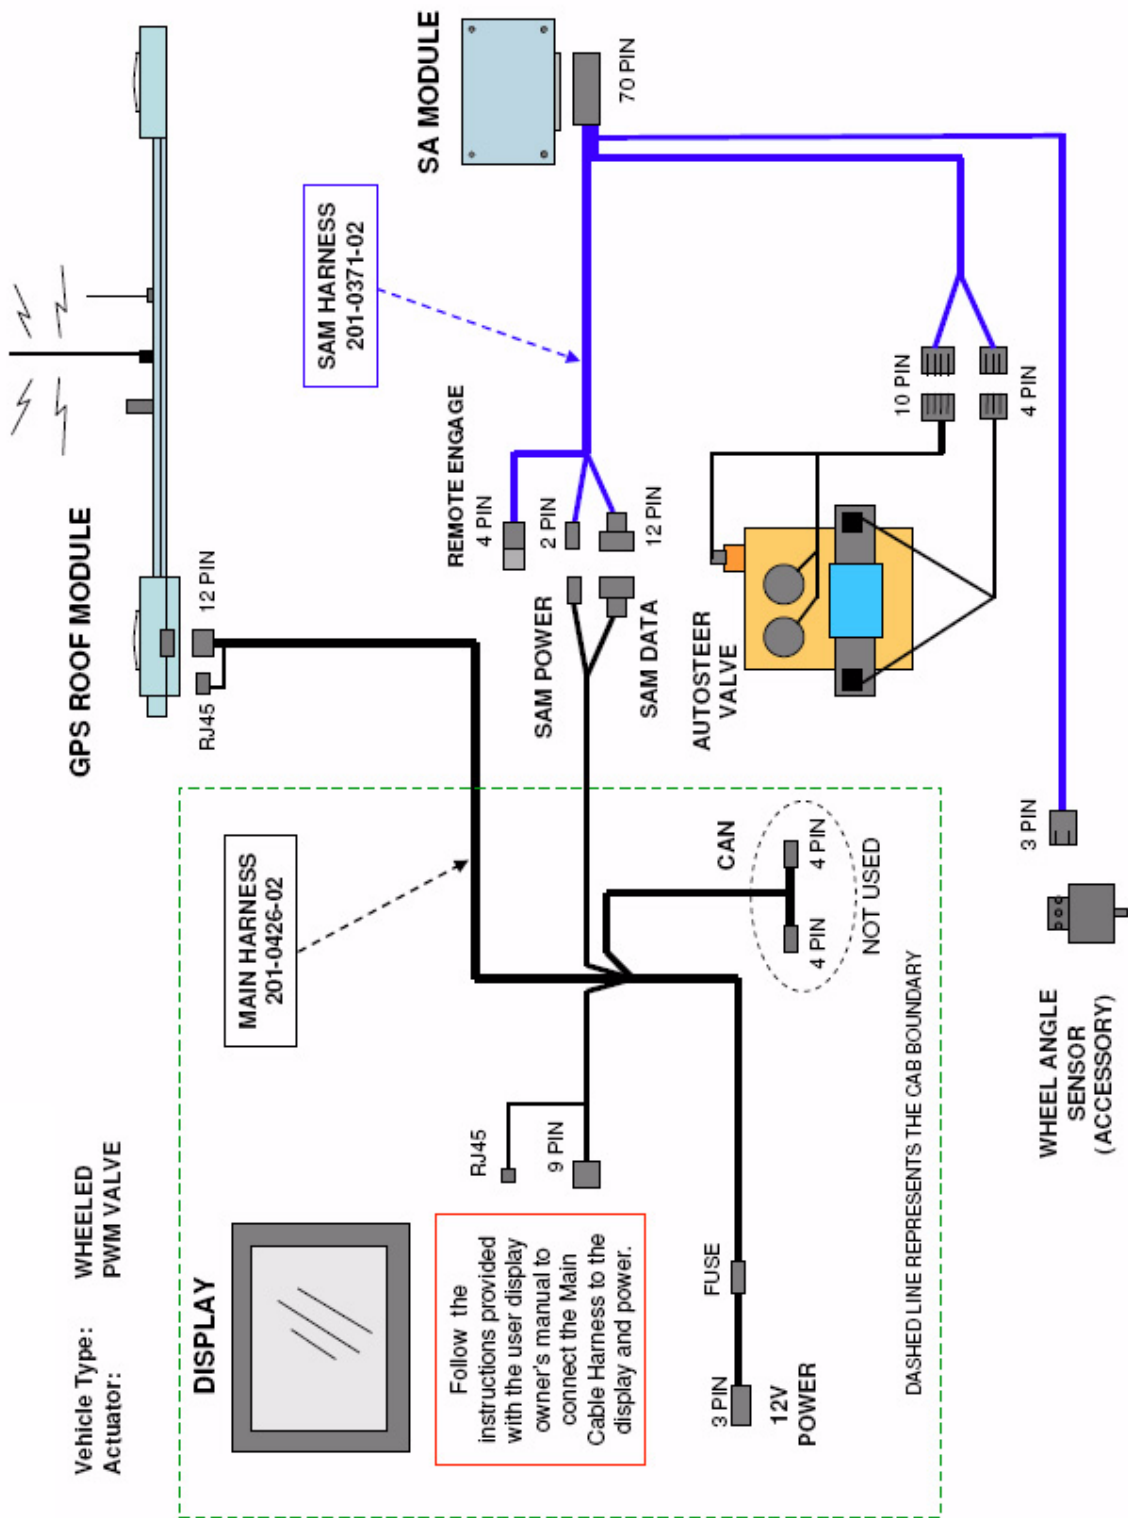 Vehicle Type: WHEELED
Actuator: PWM VALVE
GPS ROOF MODULE
RJ45
12 PIN
DISPLAY
MAIN HARNESS
201-0426-02
SAM HARNESS
201-0371-02
SA MODULE
70 PIN
REMOTE ENGAGE
4 PIN
2 PIN
12 PIN
SAM POWER
SAM DATA
RJ45
9 PIN
Follow the
instructions provided
with the user display
owner's manual to
connect the Main
Cable Harness to the
display and power.
3 PIN
FUSE
12V
POWER
CAN
4 PIN
4 PIN
NOT USED
AUTOSTEER
VALVE
10 PIN
4 PIN
DASHED LINE REPRESENTS THE CAB BOUNDARY
3 PIN
WHEEL ANGLE
SENSOR
(ACCESSORY)